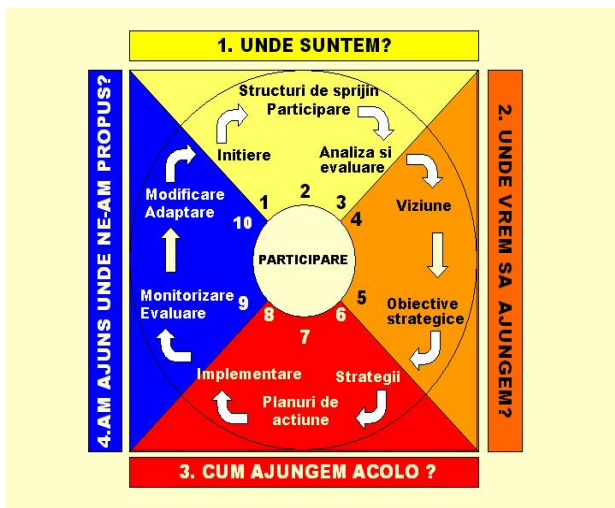 1. UNDE SUNTEM?
Structuri de sprijin
Participare
Initiere
Analiza si
evaluare
1
2
3
4
Viziune
2. UNDE VREM SA AJUNGEM?
5
Obiective
strategice
6
Strategii
7
Planuri de
actiune
8
Implementare
3. CUM AJUNGEM ACOLO ?
9
Monitorizare
Evaluare
10
Modificare
Adaptare
4.AM AJUNS UNDE NE-AM PROPUS?
PARTICIPARE